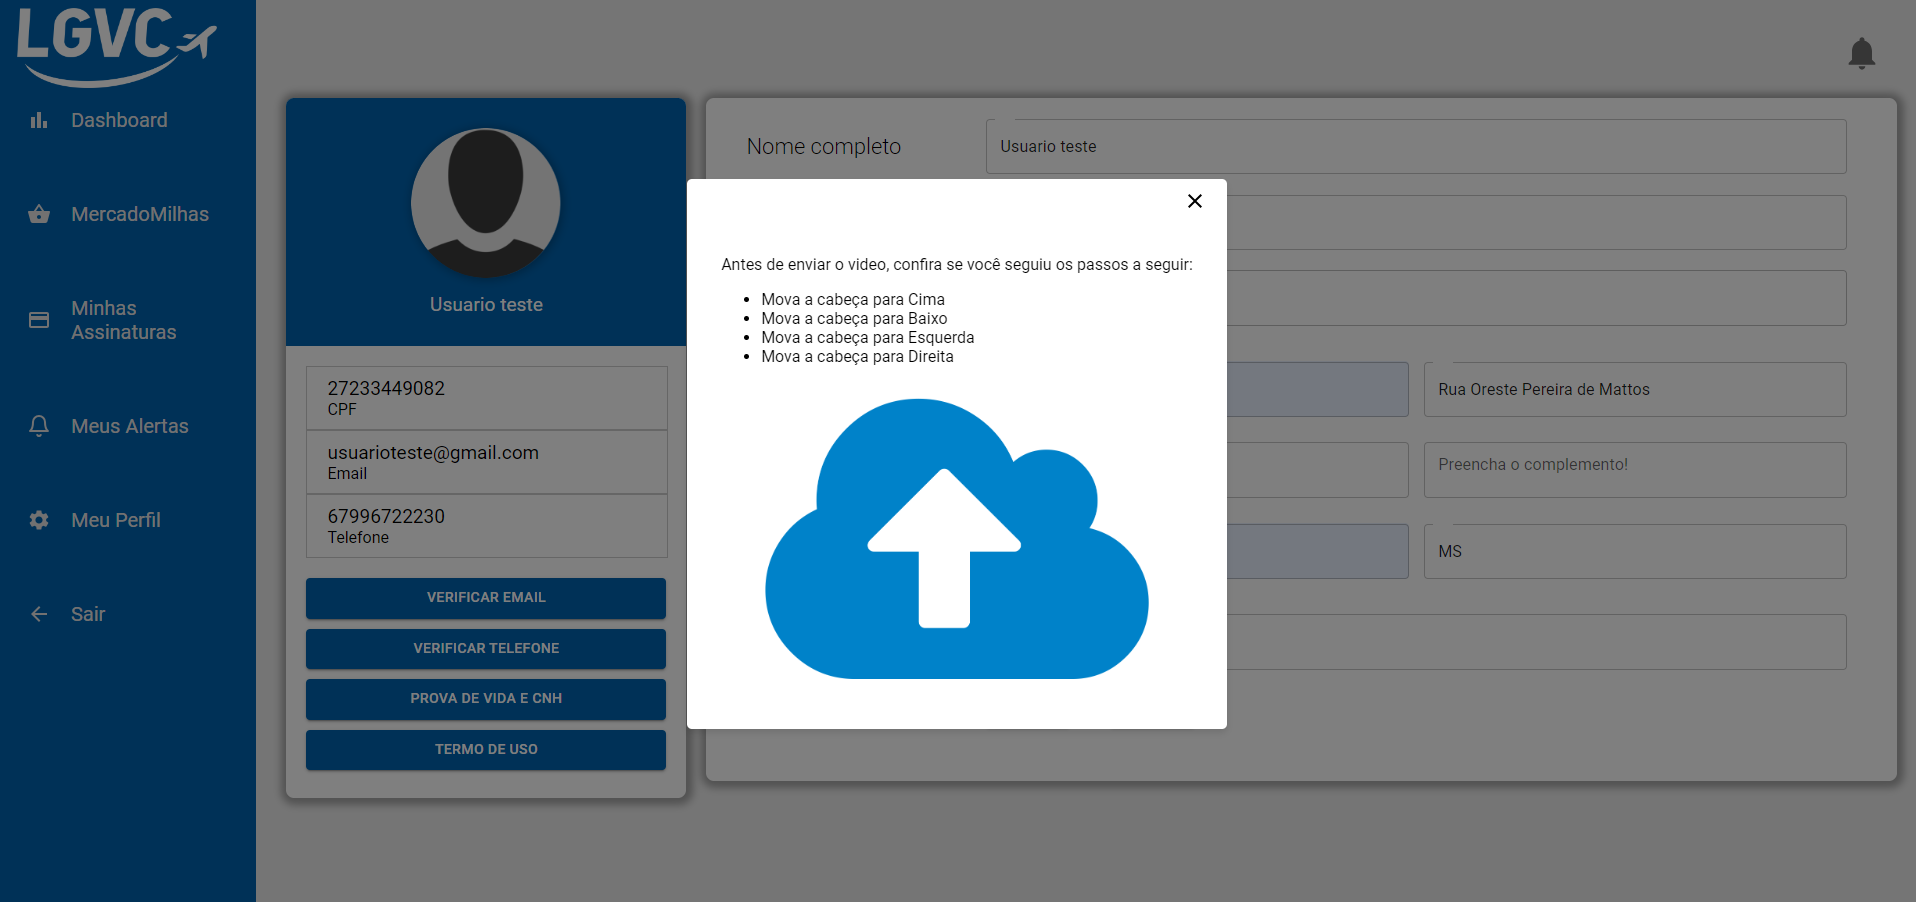 LGVC
Dashboard
MercadoMilhas
Minhas
Assinaturas
Meus Alertas
Meu Perfil
Sair
Usuario teste
27233449082
CPF
usuarioteste@gmail.com
Email
67996722230
Telefone
VERIFICAR EMAIL
VERIFICAR TELEFONE
PROVA DE VIDA E CNH
TERMO DE USO
Nome completo
Usuario teste
Antes de enviar o video, confira se você seguiu os passos a seguir:
Mova a cabeça para Cima
Mova a cabeça para Baixo
Mova a cabeça para Esquerda
Mova a cabeça para Direita
Rua Oreste Pereira de Mattos
Preencha o complemento!
MS